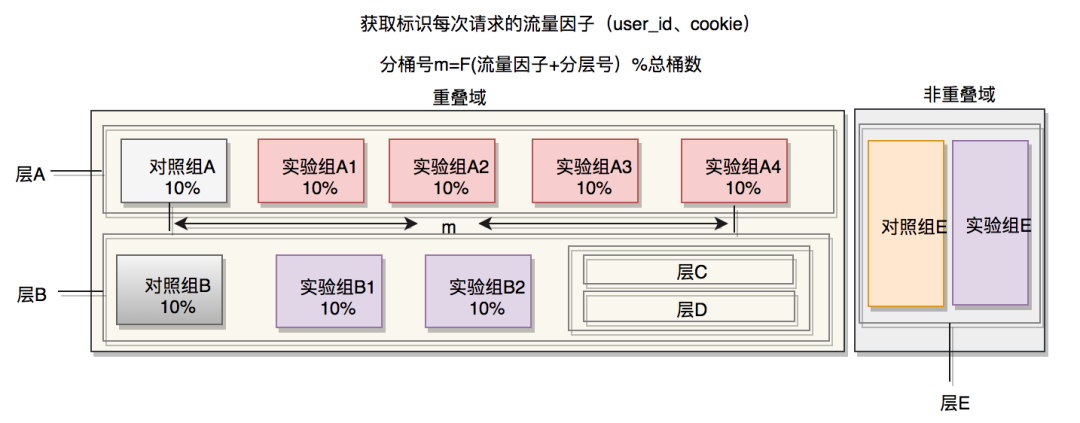 获取标识每次请求的流量因子（user_id、cookie）
分桶号m=F(流量因子+分层号）%总桶数
重叠域
非重叠域
层A
对照组A
10%
实验组A1
10%
实验组A2
10%
实验组A3
10%
实验组A4
10%
m
层B
对照组B
10%
实验组B1
10%
实验组B2
10%
层C
层D
对照组E
实验组E
层E